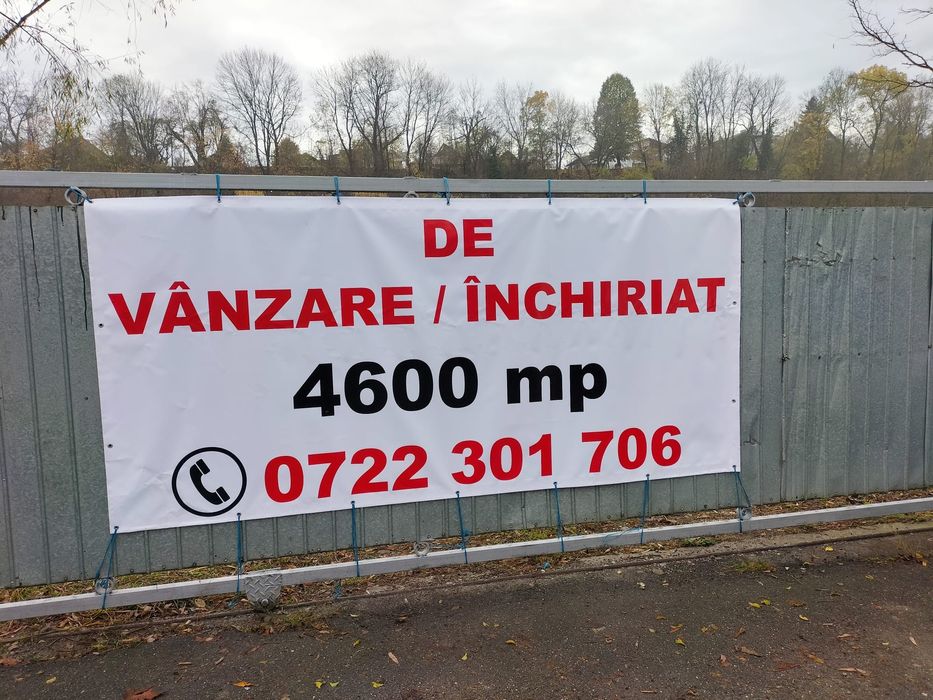 DE
VÂNZARE / ÎNCHIRIAT
4600 mp
0722 301 706